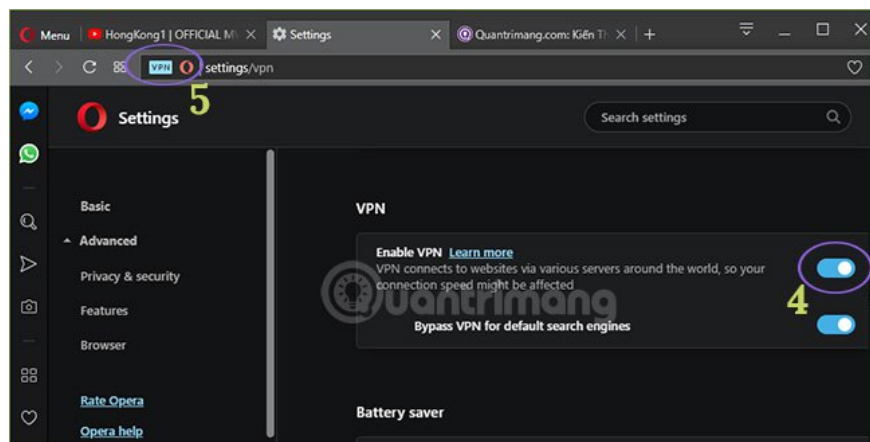 Menu HongKong1 | OFFICIAL M Settings Quantrimang.com: Kiến Th
VPN settings/vpn
5
Settings
Search settings
Basic
VPN
Advanced
Enable VPN Learn more
VPN connects to websites via various servers around the world, so your
connection speed might be affected
4
Privacy & security
Quantrimang
Features
Bypass VPN for default search engines
Browser
Rate Opera
Battery saver
Opera help